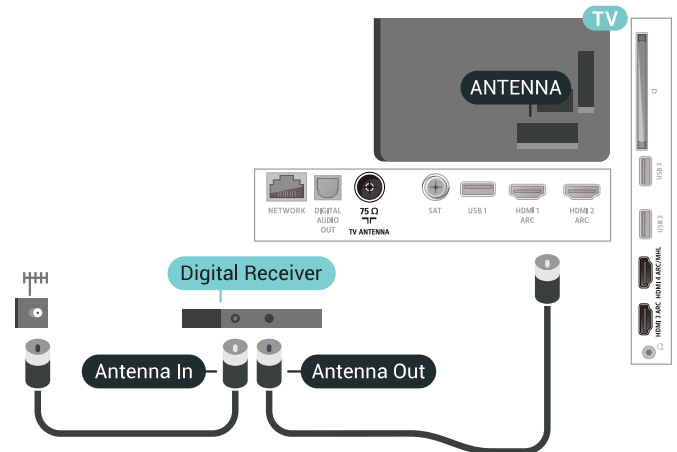 TV
ANTENNA
CI
USB 3
USB 2
HDMI 4 ARC/MHL
HDMI 3 ARC
NETWORK
DIGITAL
AUDIO
OUT
75 Ω
TV ANTENNA
SAT
USB 1
HDMI 1
ARC
HDMI 2
ARC
Digital Receiver
Antenna In
Antenna Out